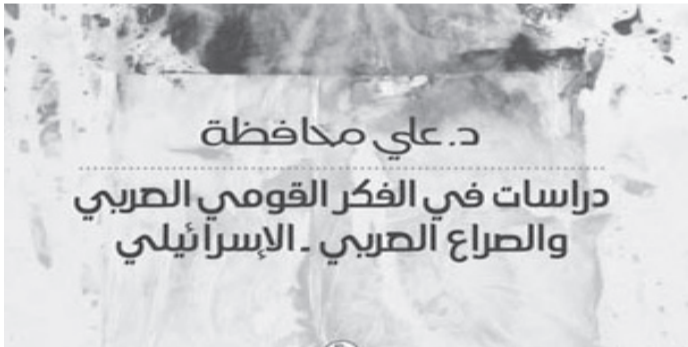 د. علي محافظة
دراسات في الفكر القومي العربي
والصراع العربي - الإسرائيلي